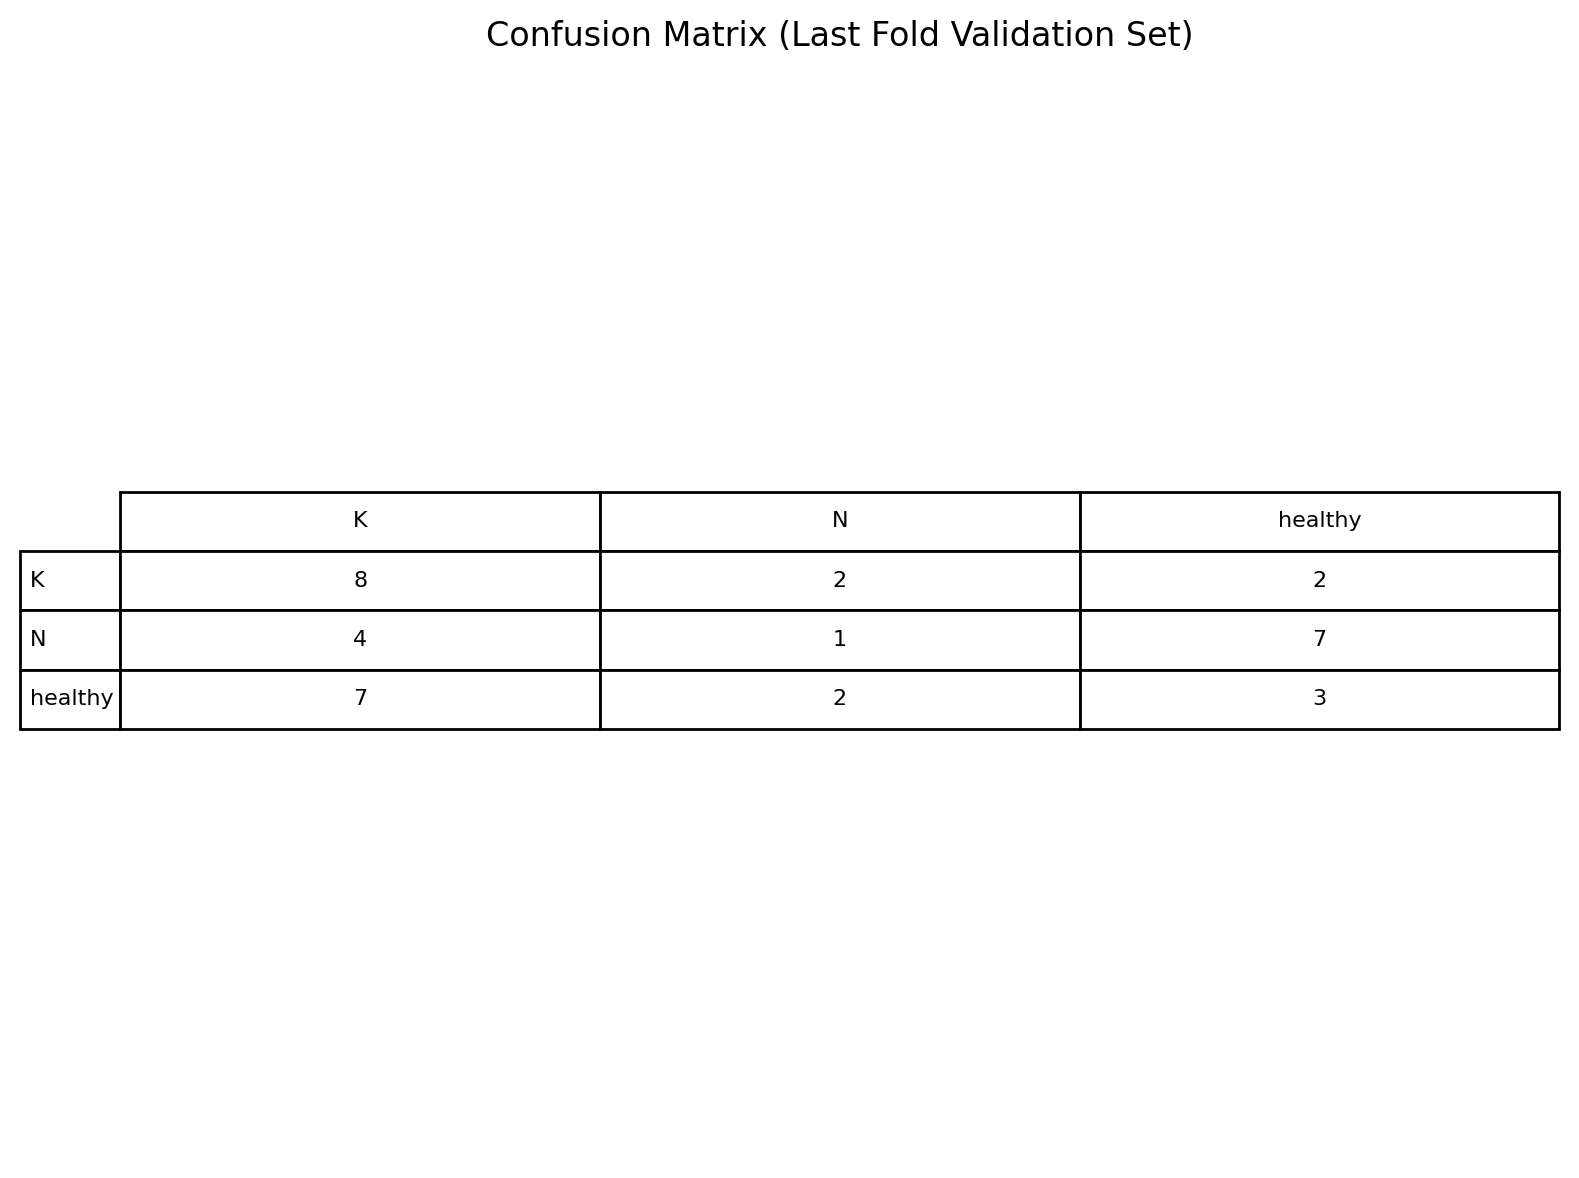 Confusion Matrix (Last Fold Validation Set)
K N healthy
K 8 2 2
N 4 1 7
healthy 7 2 3